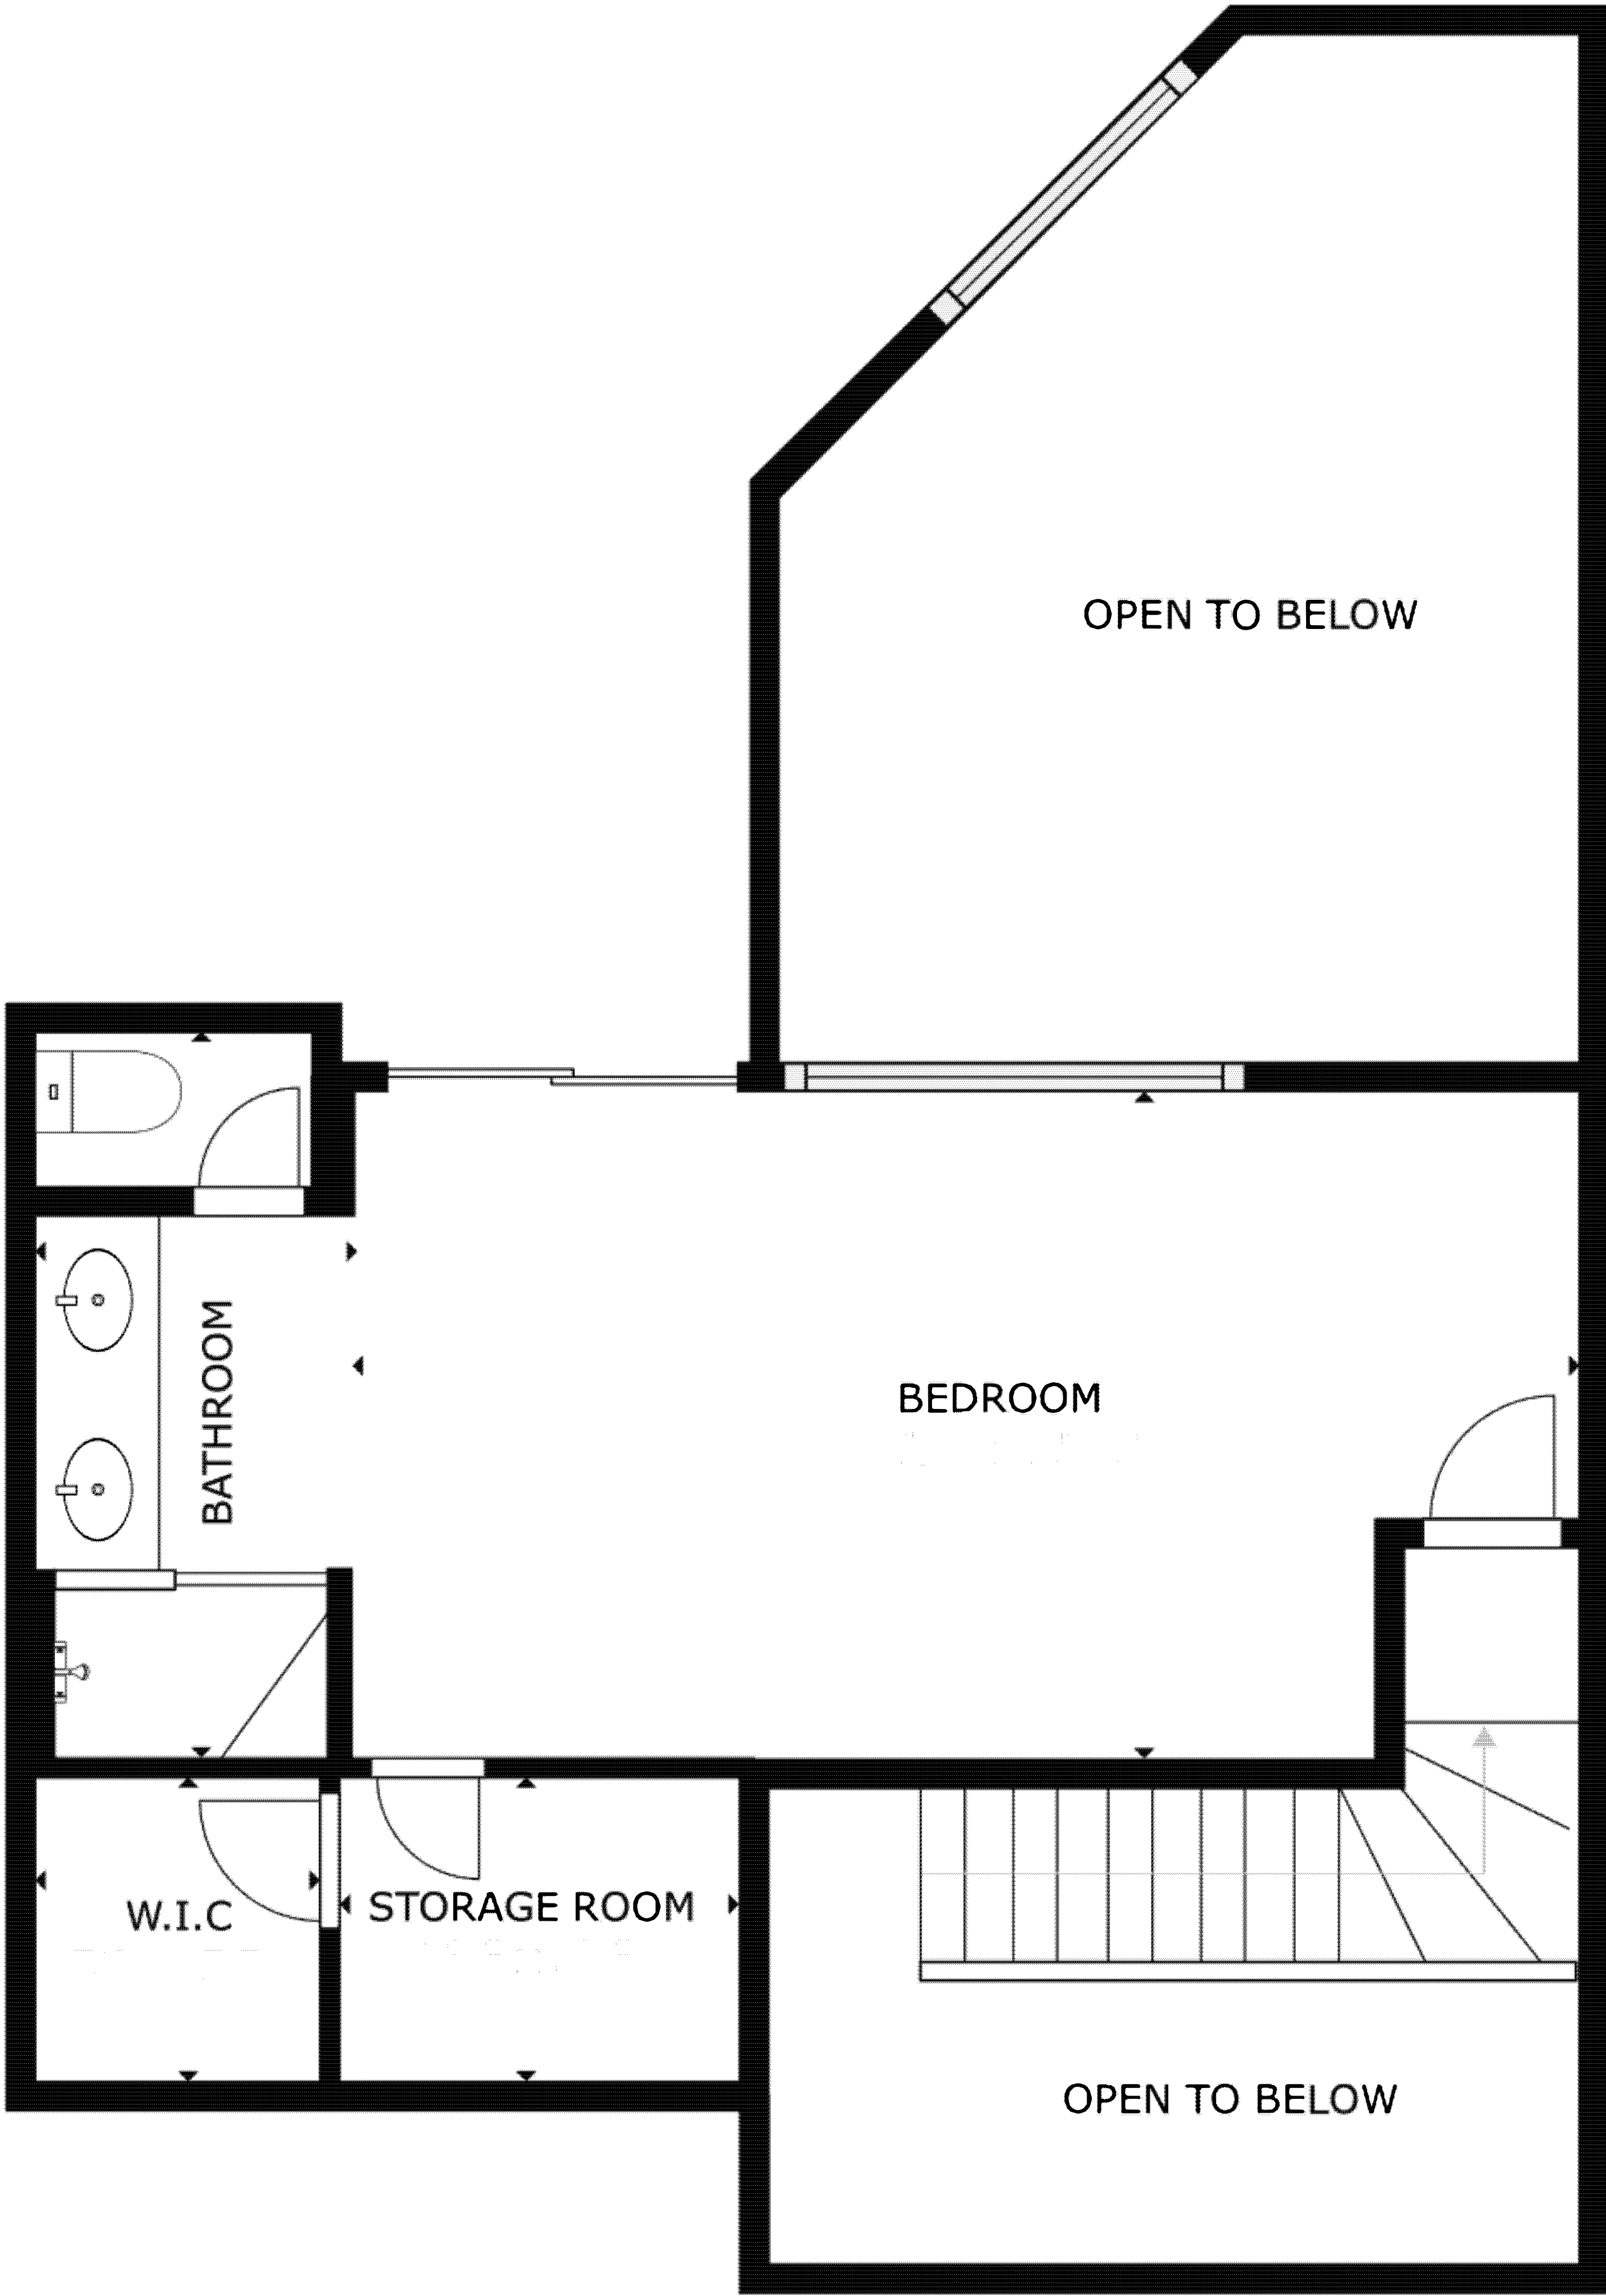 OPEN TO BELOW
BATHROOM
BEDROOM
W.I.C
STORAGE ROOM
OPEN TO BELOW